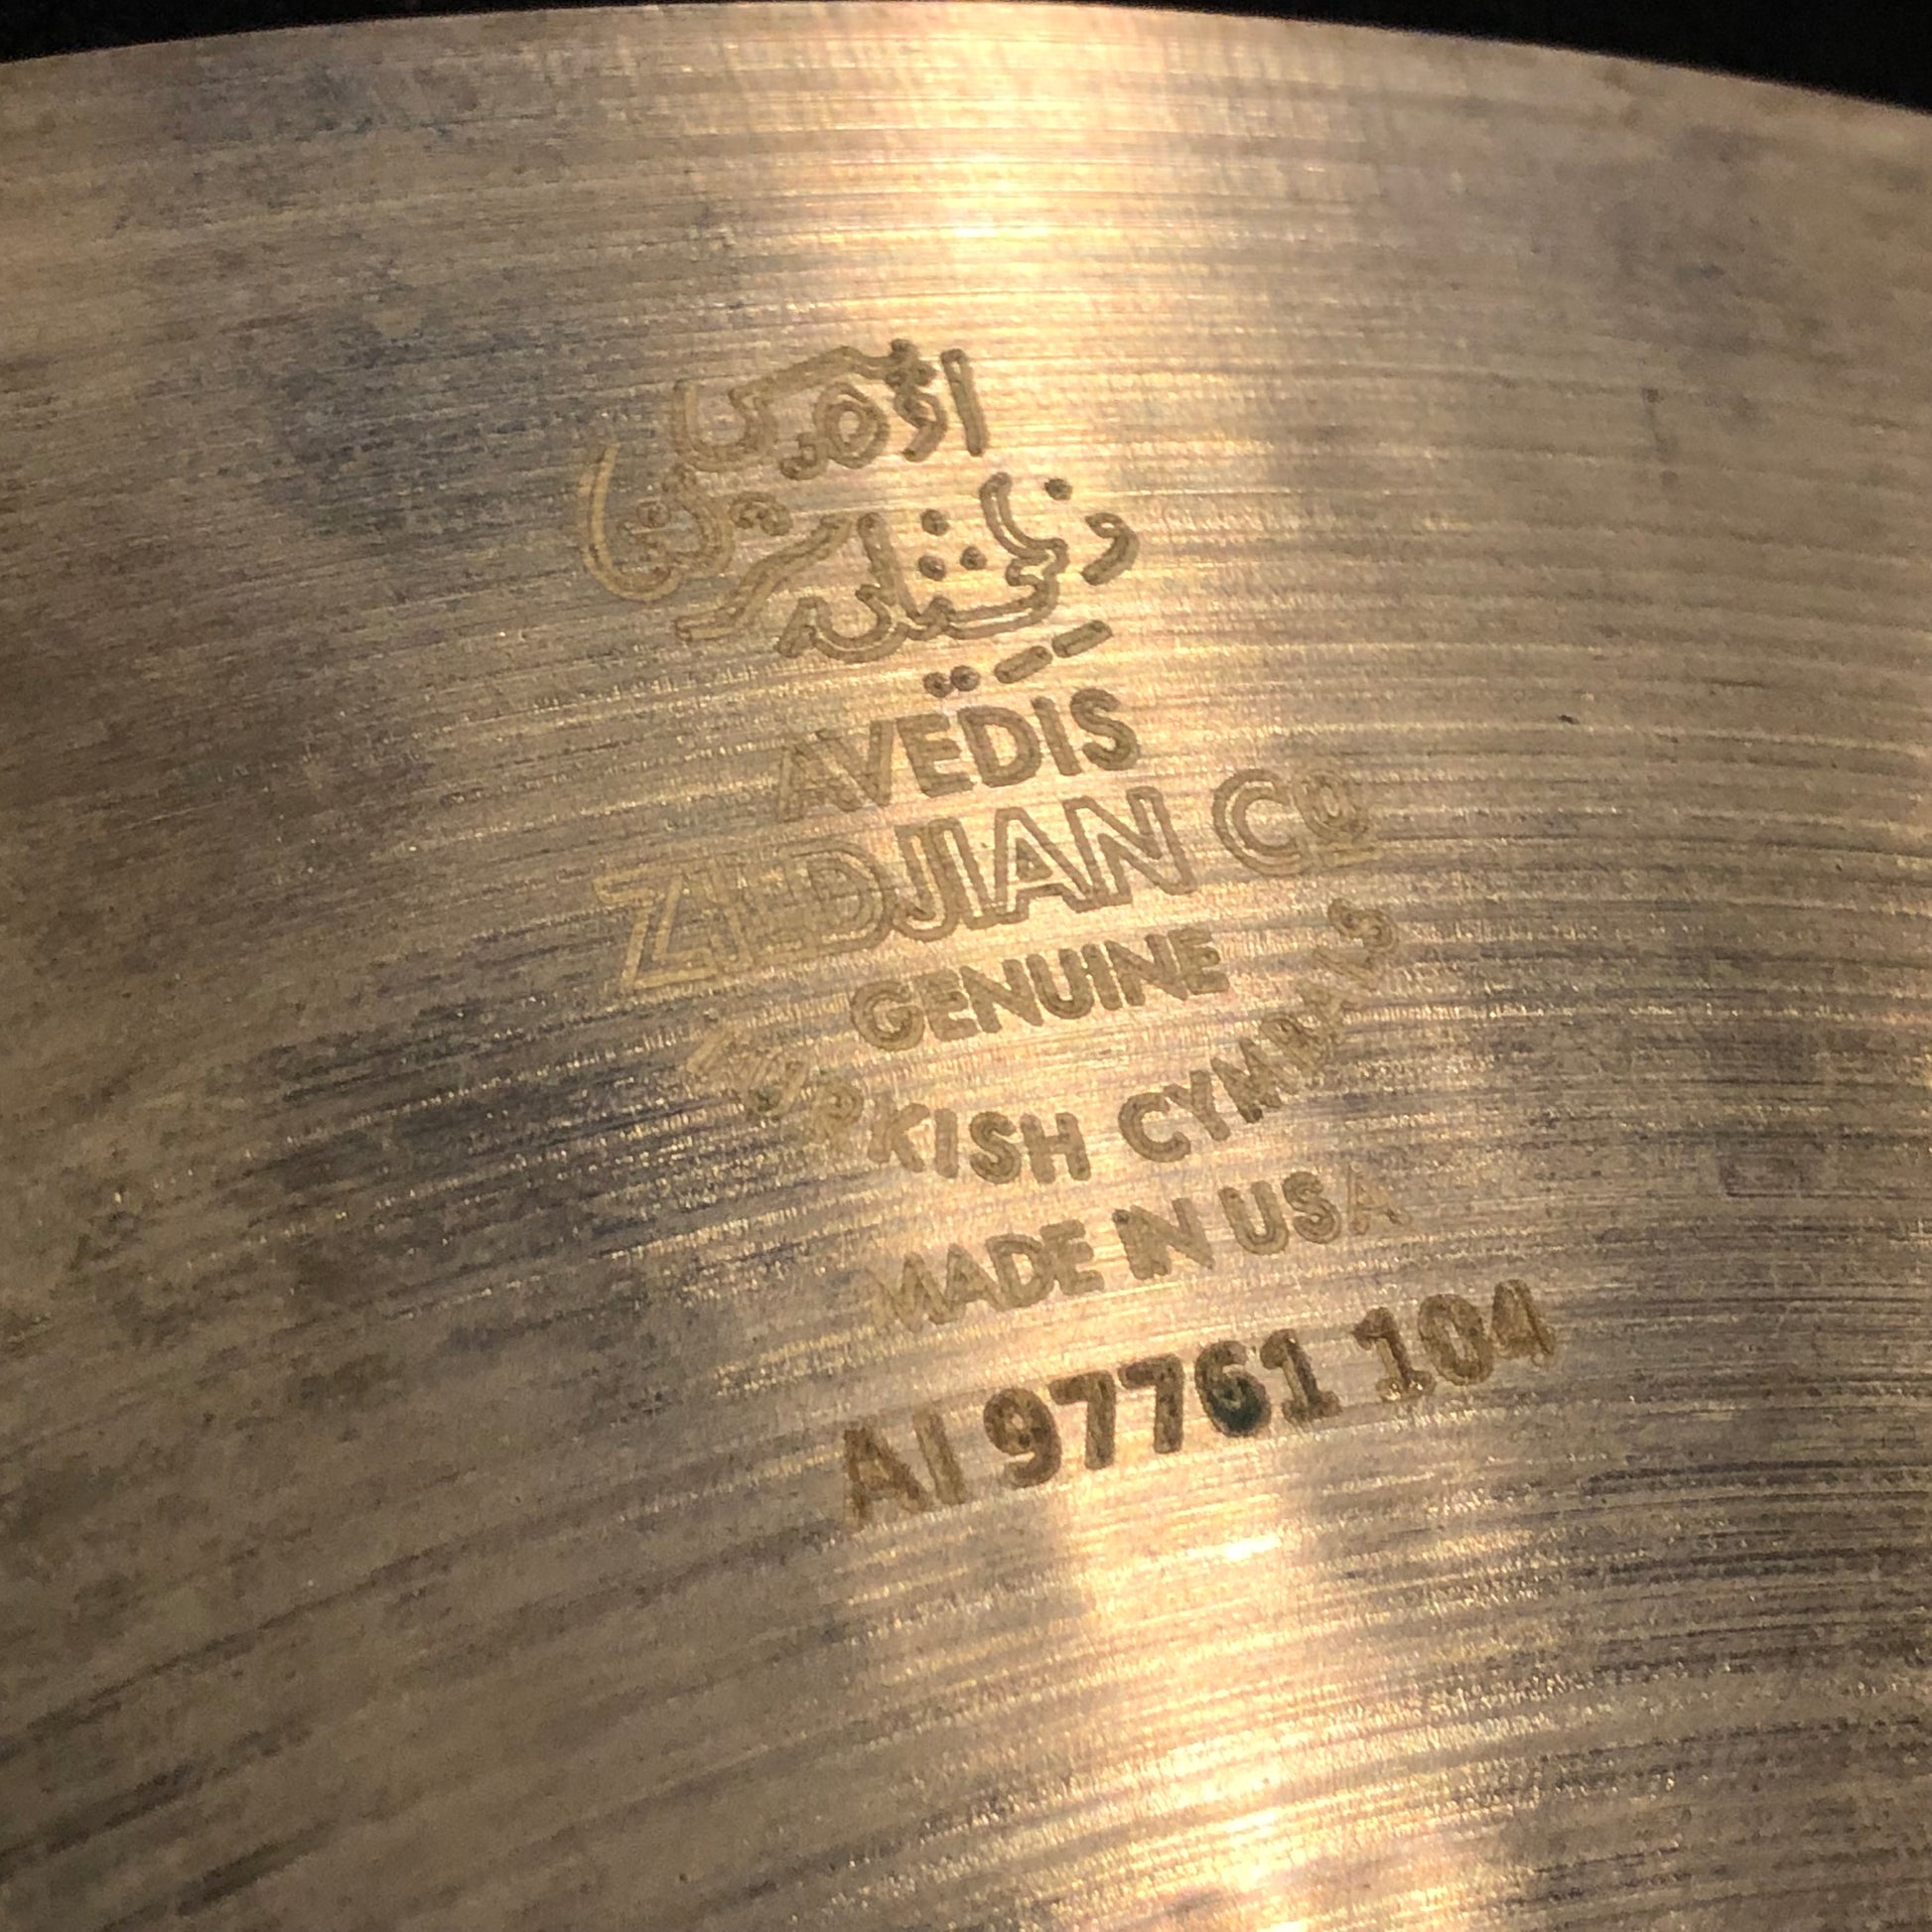 AVEDIS
ZILDJIAN CO
GENUINE
TURKISH CYMBALS
MADE IN USA
AI 97761 104